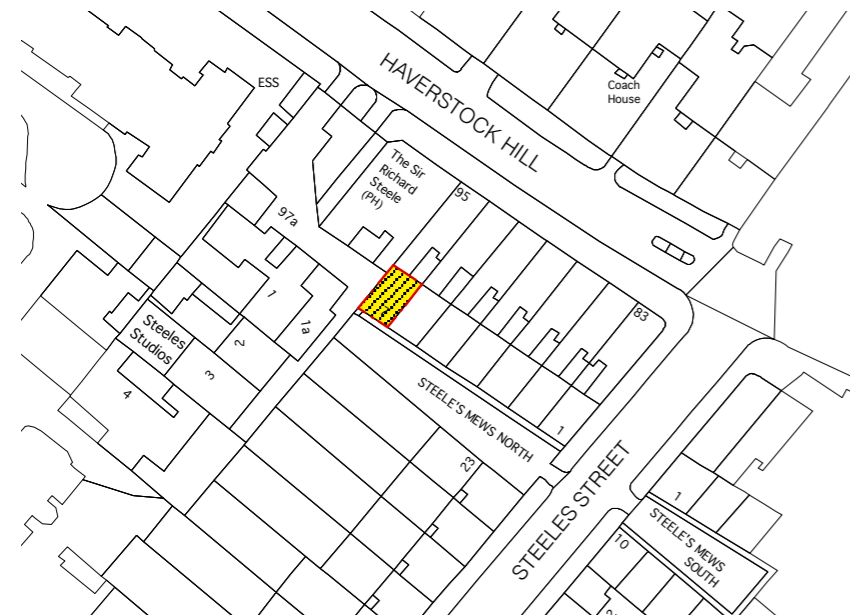 ESS
HAVERSTOCK HILL
Coach
House
The Sir
Richard
Steele
(PH)
95
97a
83
1
1a
2
Steeles
Studios
3
4
STEELE'S MEWS NORTH
1
23
STEELES STREET
1
STEELE'S MEWS
SOUTH
10